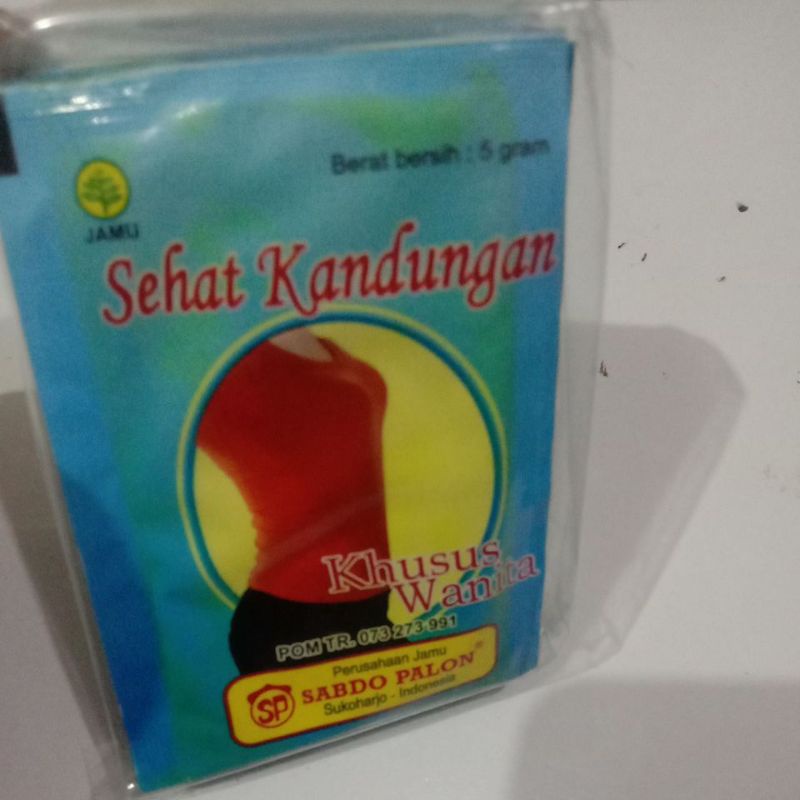 Berat bersih : 5 gram
JAMU
Sehat Kandungan
Khusus
Wanita
POM TR. 073 273 991
Perusahaan Jamu
SP SABDO PALON®
Sukoharjo - Indonesia